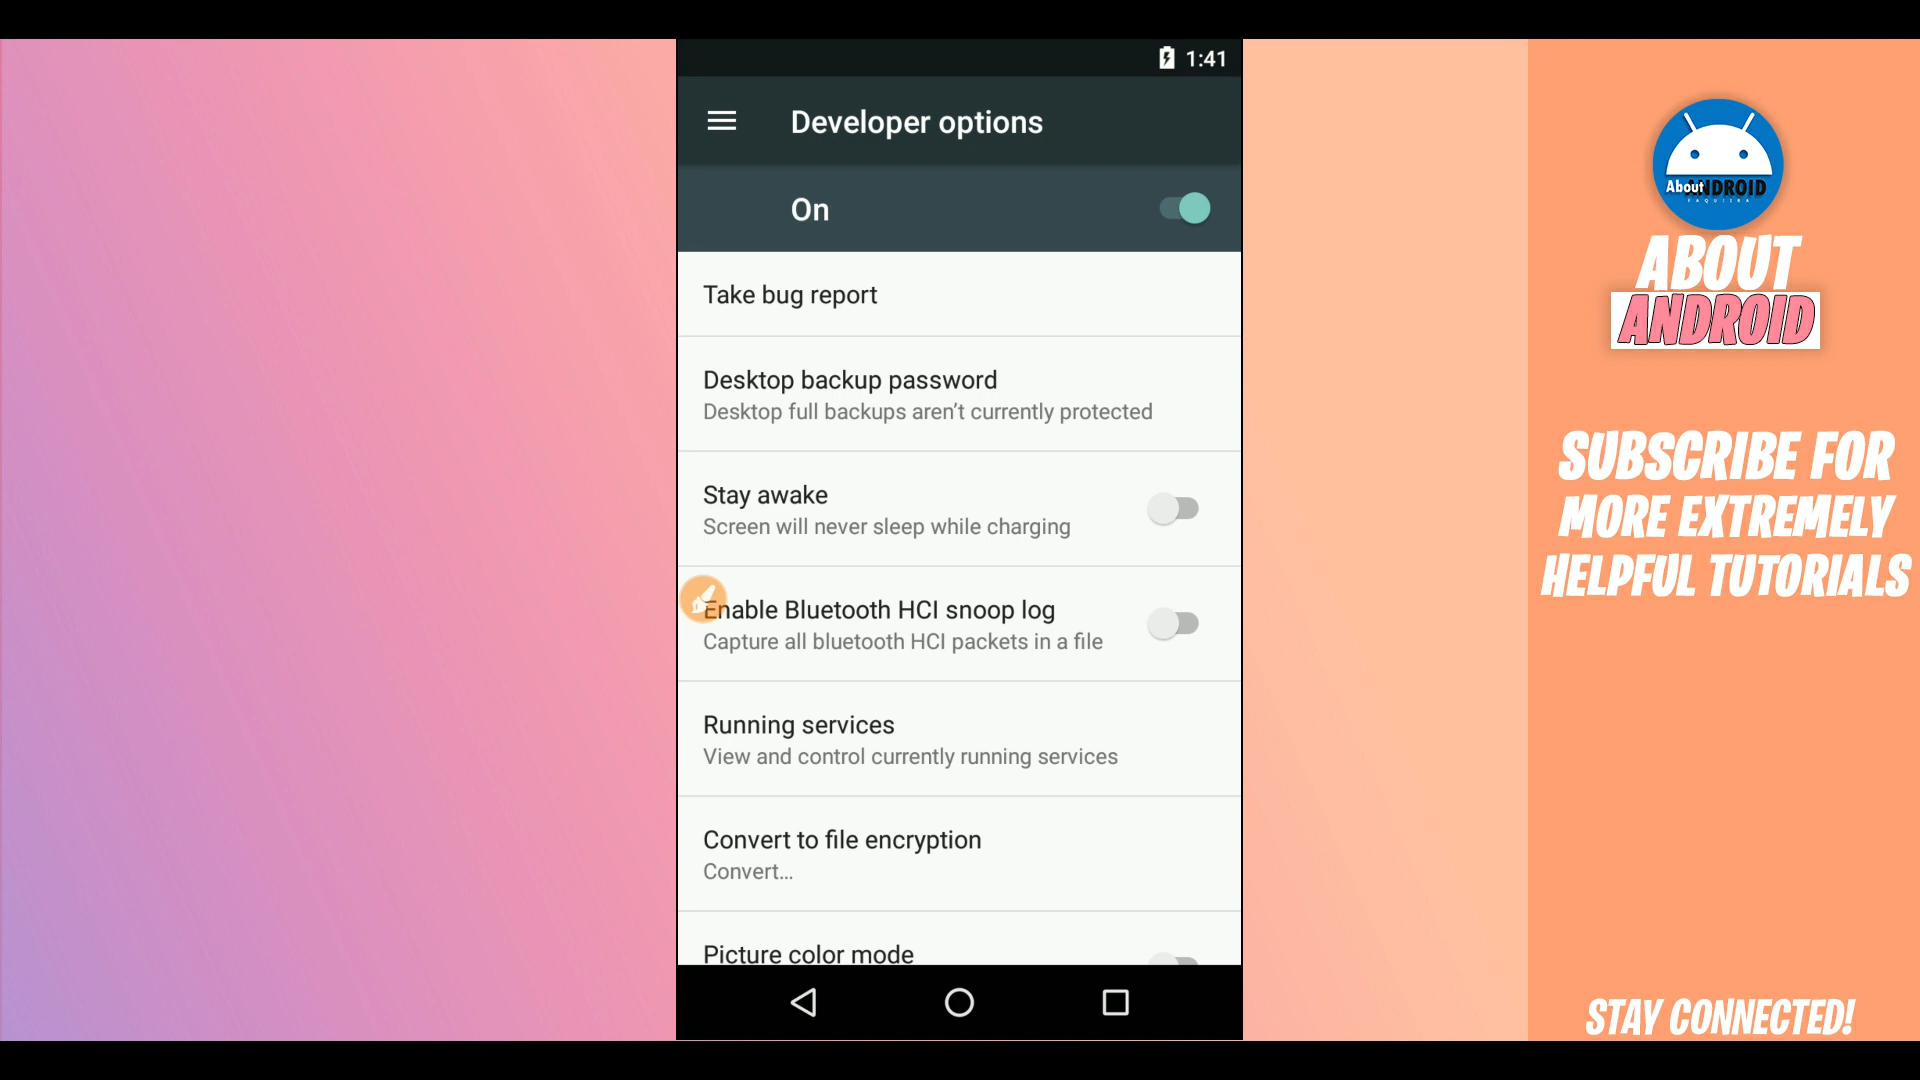 1:41
Developer options
On
Take bug report
Desktop backup password
Desktop full backups aren’t currently protected
Stay awake
Screen will never sleep while charging
Enable Bluetooth HCI snoop log
Capture all bluetooth HCI packets in a file
Running services
View and control currently running services
Convert to file encryption
Convert...
Picture color mode
About ANDROID
FAQUIIRA
ABOUT
ANDROID
SUBSCRIBE FOR
MORE EXTREMELY
HELPFUL TUTORIALS
STAY CONNECTED!